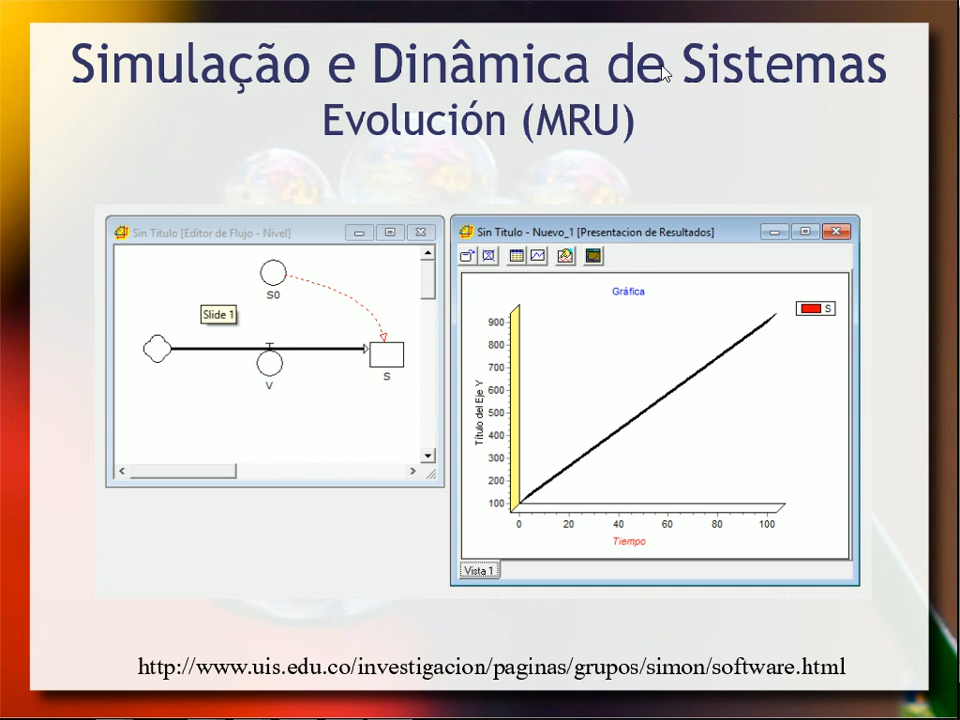 Simulação e Dinâmica de Sistemas
Evolución (MRU)
Sin Titulo [Editor de Flujo - Nivel]
S0
Slide 1
V
S
Sin Titulo - Nuevo_1 [Presentacion de Resultados]
Gráfica
S
900
800
700
600
500
400
300
200
100
Título del Eje Y
0 20 40 60 80 100
Tiempo
Vista 1
http://www.uis.edu.co/investigacion/paginas/grupos/simon/software.html